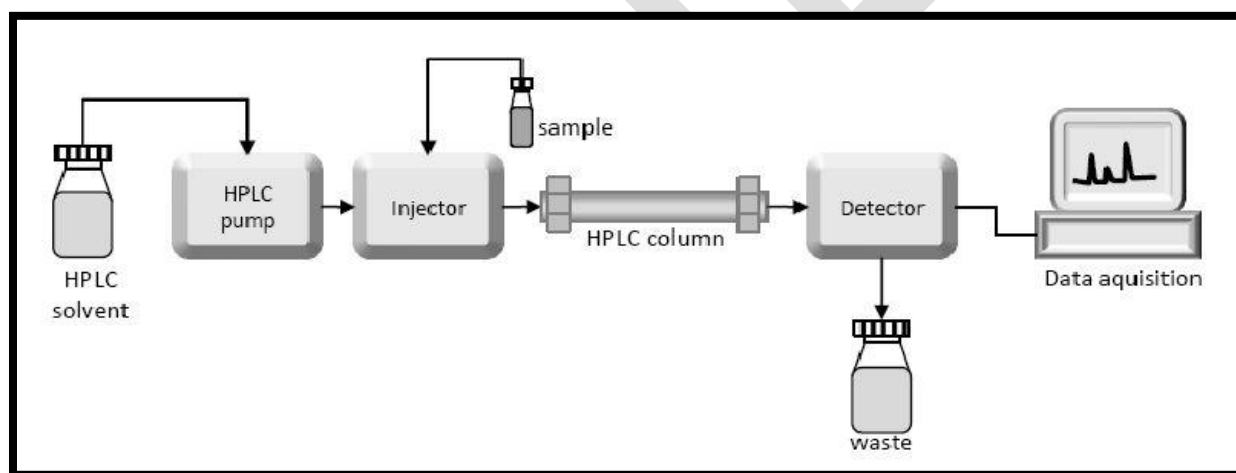 HPLC
solvent
HPLC
pump
Injector
sample
HPLC column
Detector
waste
Data aquisition